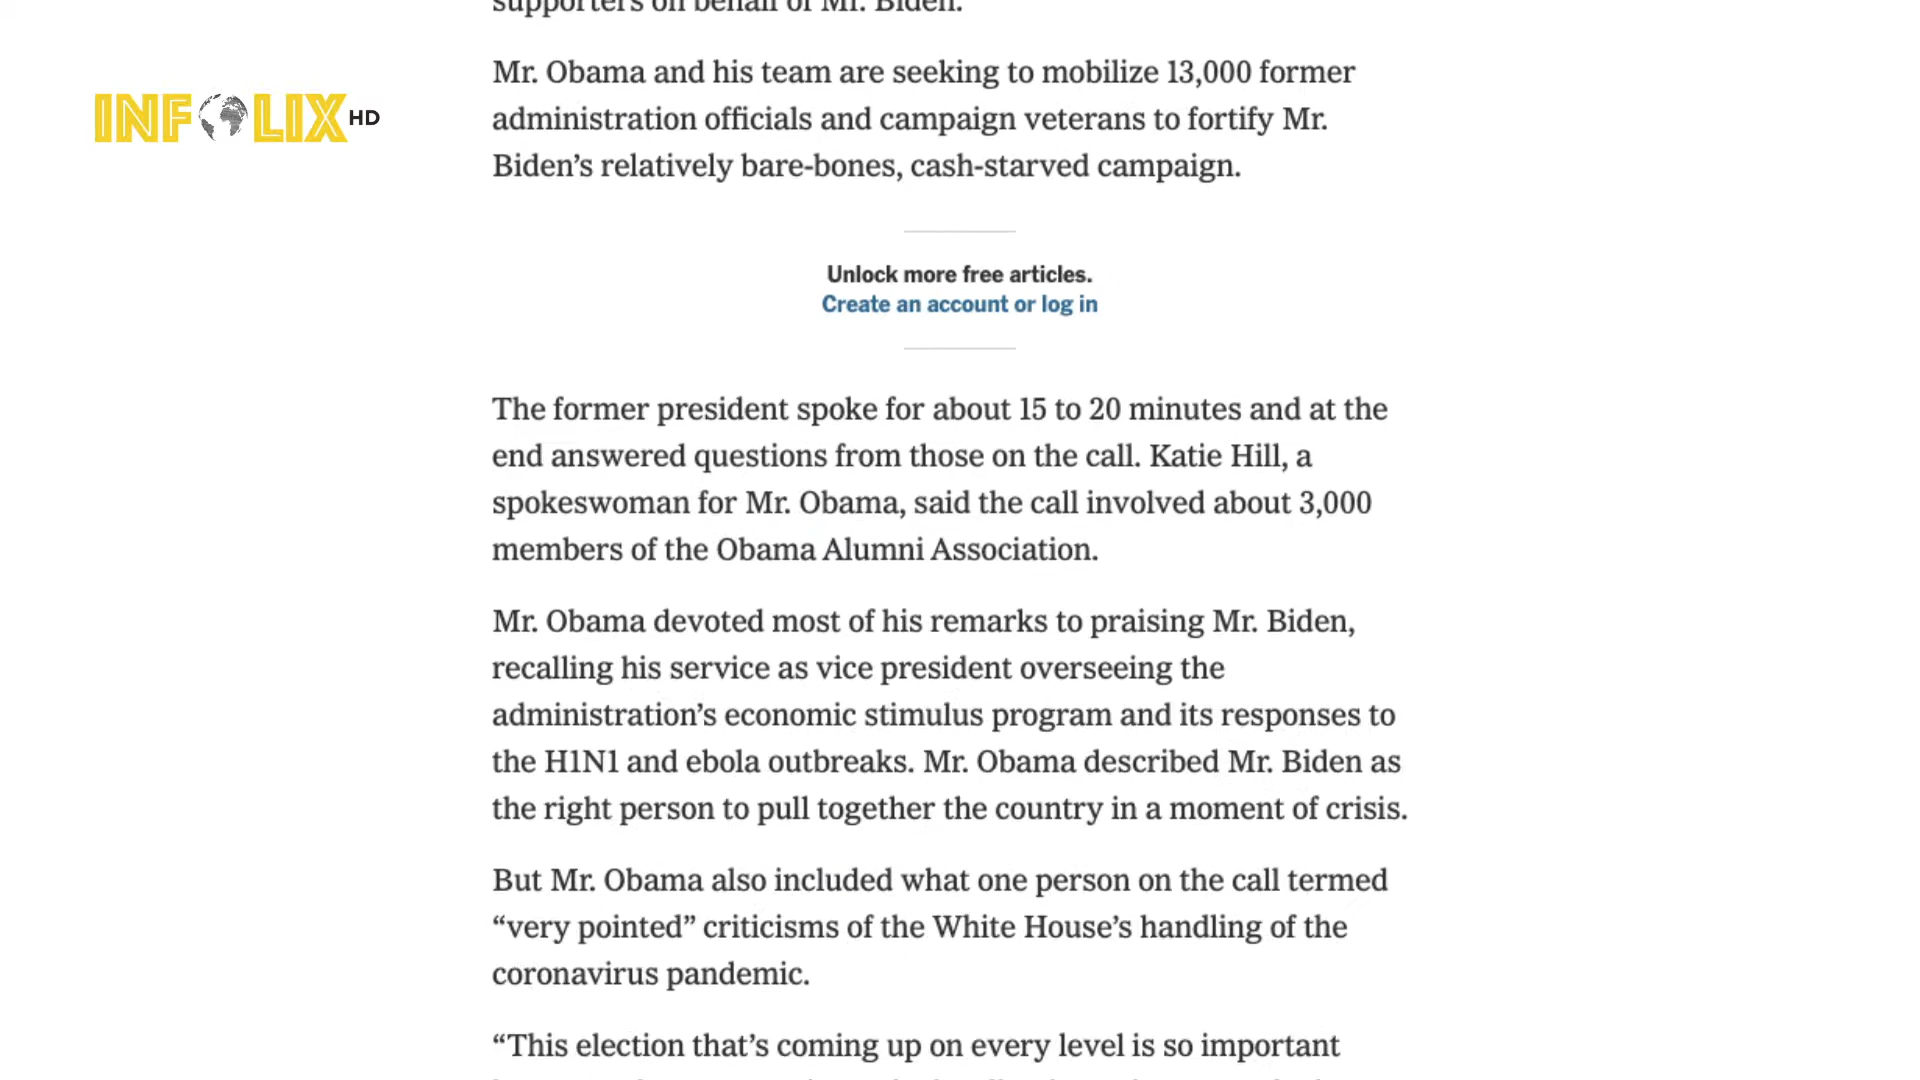 supporters on behalf of Mr. Biden.
Mr. Obama and his team are seeking to mobilize 13,000 former
administration officials and campaign veterans to fortify Mr.
Biden’s relatively bare-bones, cash-starved campaign.
INFOLIX HD
Unlock more free articles.
Create an account or log in
The former president spoke for about 15 to 20 minutes and at the
end answered questions from those on the call. Katie Hill, a
spokeswoman for Mr. Obama, said the call involved about 3,000
members of the Obama Alumni Association.
Mr. Obama devoted most of his remarks to praising Mr. Biden,
recalling his service as vice president overseeing the
administration’s economic stimulus program and its responses to
the H1N1 and ebola outbreaks. Mr. Obama described Mr. Biden as
the right person to pull together the country in a moment of crisis.
But Mr. Obama also included what one person on the call termed
“very pointed” criticisms of the White House’s handling of the
coronavirus pandemic.
“This election that’s coming up on every level is so important